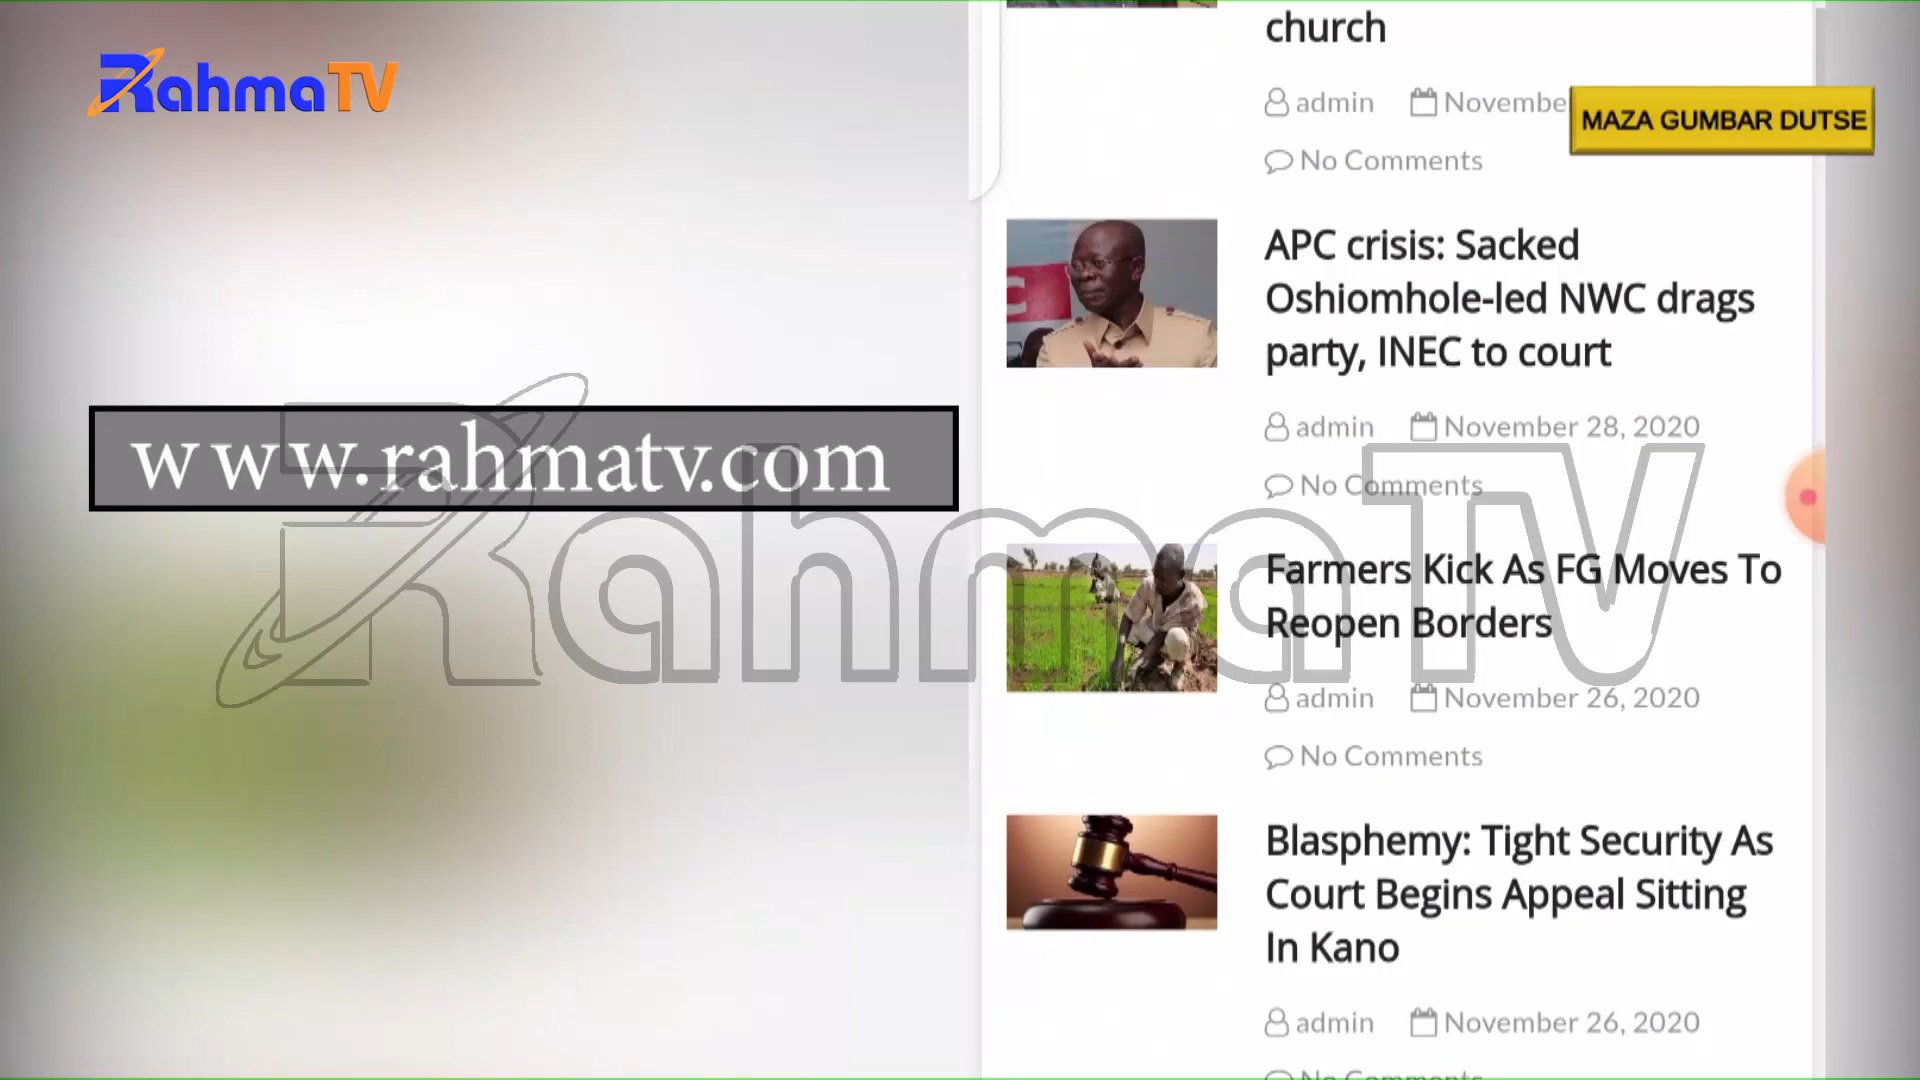 RahmaTV
MAZA GUMBAR DUTSE
www.rahmatv.com
RahmaTV
church
admin
No Comments
APC crisis: Sacked
Oshiomhole-led NWC drags
party, INEC to court
admin November 28, 2020
No Comments
Farmers Kick As FG Moves To
Reopen Borders
admin November 26, 2020
No Comments
Blasphemy: Tight Security As
Court Begins Appeal Sitting
In Kano
admin November 26, 2020